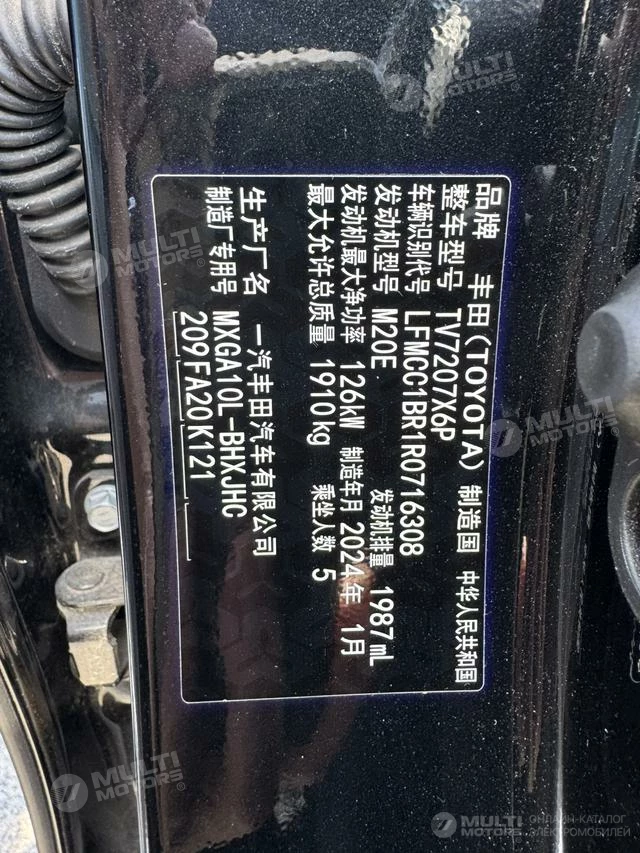 品牌 丰田(TOYOTA) 制造国 中华人民共和国
整车型号 TV7207X6P
车辆识别代号 LFMCC1BR1R0716308
发动机型号 M20E 发动机排量 1987mL
发动机最大净功率 126kW 制造年月 2024年 1月
最大允许总质量 1910kg 乘坐人数 5
生产厂名 一汽丰田汽车有限公司
制造厂专用号 MXGA10L-BHXJHC
209FA20K121
MULTI
MOTORS
MULTI
MOTORS
MULTI
MOTORS
MULTI
MOTORS
MULTI
MOTORS
ОНЛАЙН-КАТАЛОГ
ЭЛЕКТРОМОБИЛЕЙ